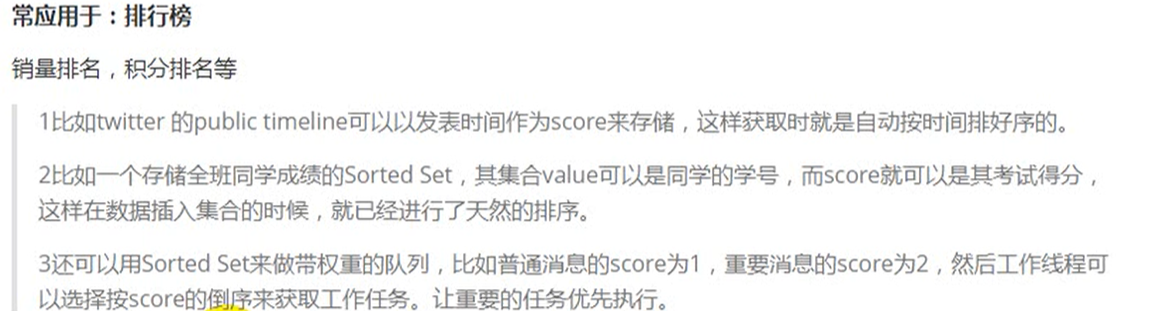 常应用于：排行榜
销量排名，积分排名等
1比如twitter 的public timeline可以以发表时间作为score来存储，这样获取时就是自动按时间排好序的。
2比如一个存储全班同学成绩的Sorted Set，其集合value可以是同学的学号，而score就可以是其考试得分，
这样在数据插入集合的时候，就已经进行了天然的排序。
3还可以用Sorted Set来做带权重的队列，比如普通消息的score为1，重要消息的score为2，然后工作线程可
以选择按score的倒序来获取工作任务。让重要的任务优先执行。